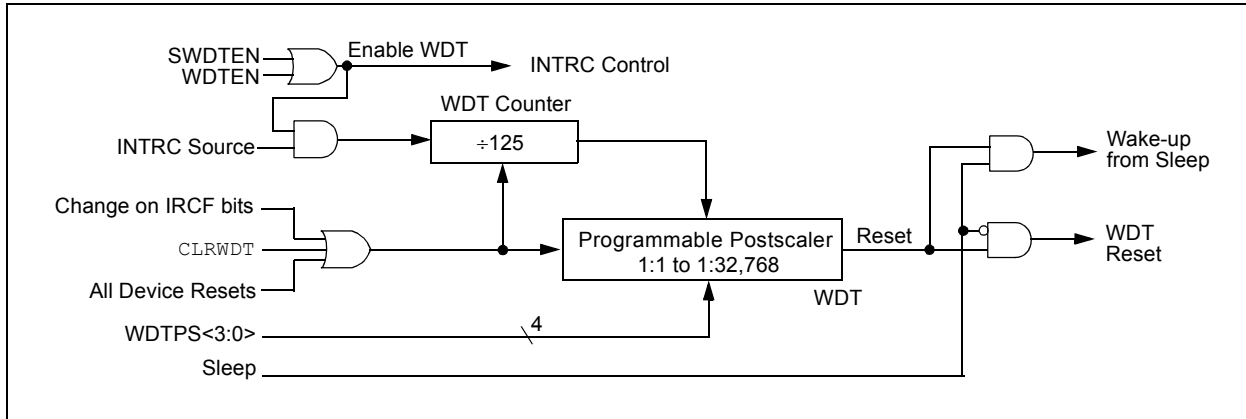 SWDTEN
WDTEN
Enable WDT
INTRC Control
WDT Counter
÷125
INTRC Source
Wake-up
from Sleep
Change on IRCF bits
CLRWDT
All Device Resets
Programmable Postscaler
1:1 to 1:32,768
Reset
WDT
WDT
Reset
WDTPS<3:0>
4
Sleep